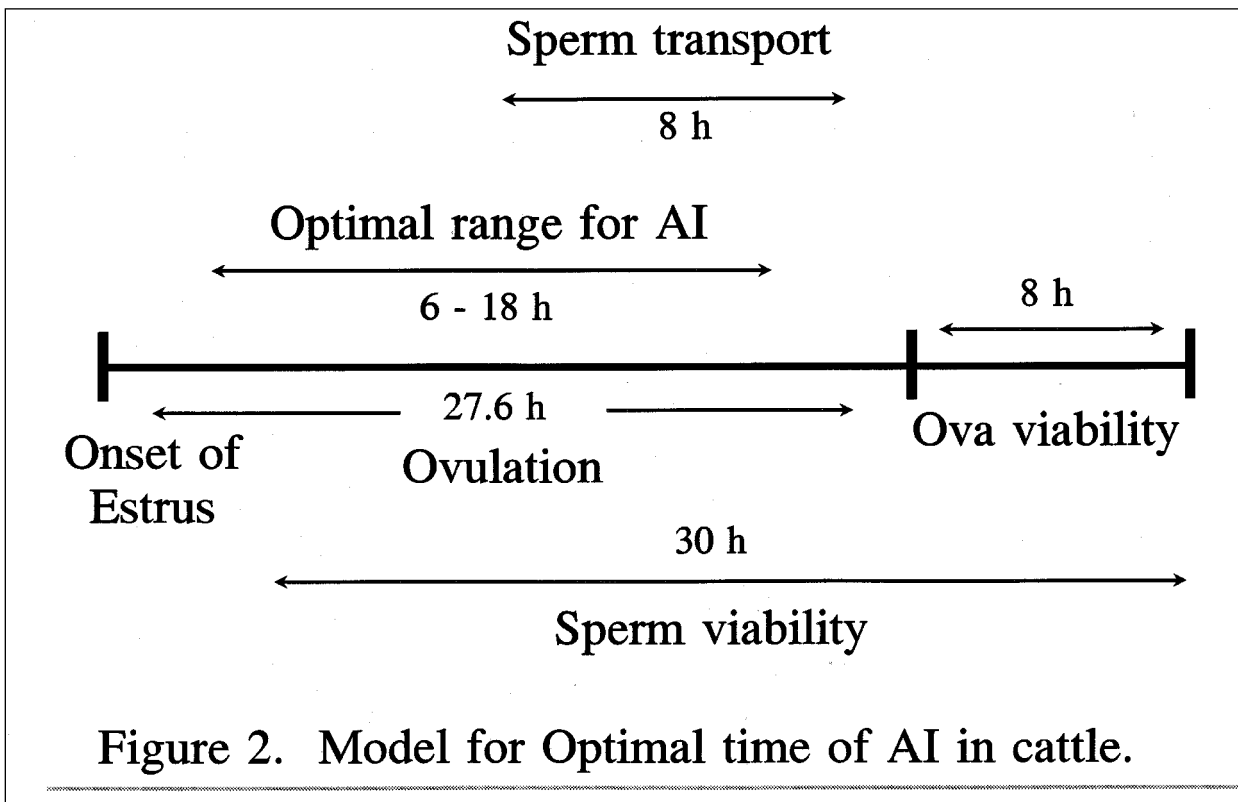 Sperm transport
8 h
Optimal range for AI
6 - 18 h
8 h
27.6 h
Onset of
Estrus
Ovulation
Ova viability
30 h
Sperm viability
Figure 2. Model for Optimal time of AI in cattle.